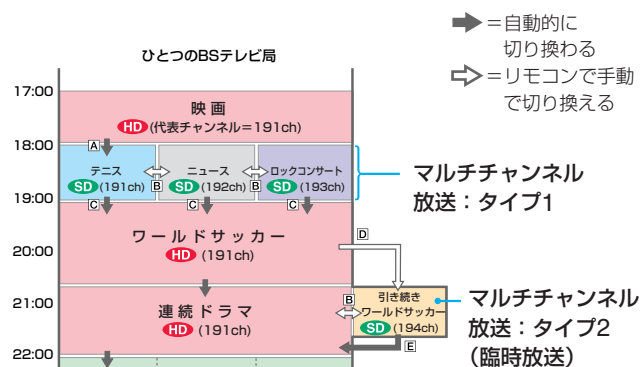 ＝自動的に
切り換わる
＝リモコンで手動
で切り換える
ひとつのBSテレビ局
17:00
映画
HD (代表チャンネル＝191ch)
18:00
A
テニス
SD (191ch)
B
ニュース
SD (192ch)
B
ロックコンサート
SD (193ch)
マルチチャンネル
放送：タイプ1
19:00
C
C
C
ワールドサッカー
HD (191ch)
D
20:00
21:00
連続ドラマ
HD (191ch)
B
引き続き
ワールドサッカー
SD (194ch)
マルチチャンネル
放送：タイプ2
（臨時放送）
E
22:00